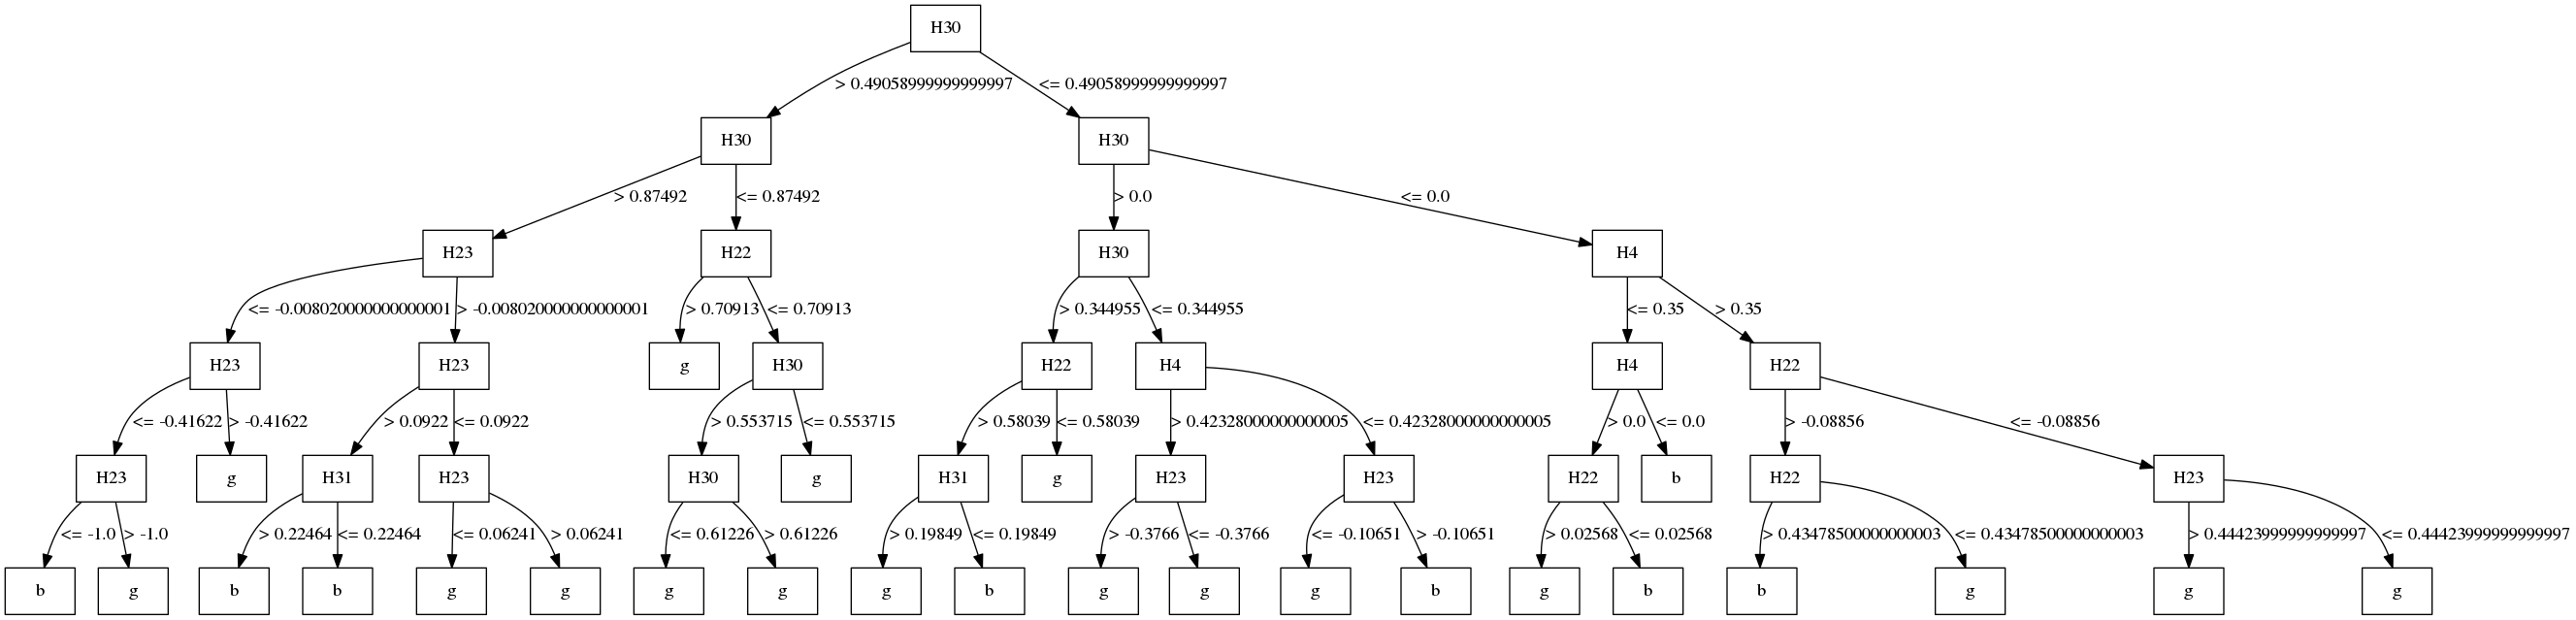 H30
> 0.49058999999999997 <= 0.49058999999999997
H30 H30
> 0.87492 <= 0.87492 > 0.0 <= 0.0
H23 H22 H30 H4
<= -0.008020000000000001 > -0.008020000000000001 > 0.70913 <= 0.70913 > 0.344955 <= 0.344955 <= 0.35 > 0.35
H23 H23 g H30 H22 H4 H4 H22
<= -0.41622 > -0.41622 > 0.0922 <= 0.0922 > 0.553715 <= 0.553715 > 0.58039 <= 0.58039 > 0.42328000000000005 <= 0.42328000000000005 > 0.0 <= 0.0 > -0.08856 <= -0.08856
H23 g H31 H23 H30 g H31 g H23 H23 H22 b H22 H23
<= -1.0 > -1.0 > 0.22464 <= 0.22464 <= 0.06241 > 0.06241 <= 0.61226 > 0.61226 > 0.19849 <= 0.19849 > -0.3766 <= -0.3766 <= -0.10651 > -0.10651 > 0.02568 <= 0.02568 > 0.43478500000000003 <= 0.43478500000000003 > 0.44423999999999997 <= 0.44423999999999997
b g b b g g g g g b g g g b g b b g g g